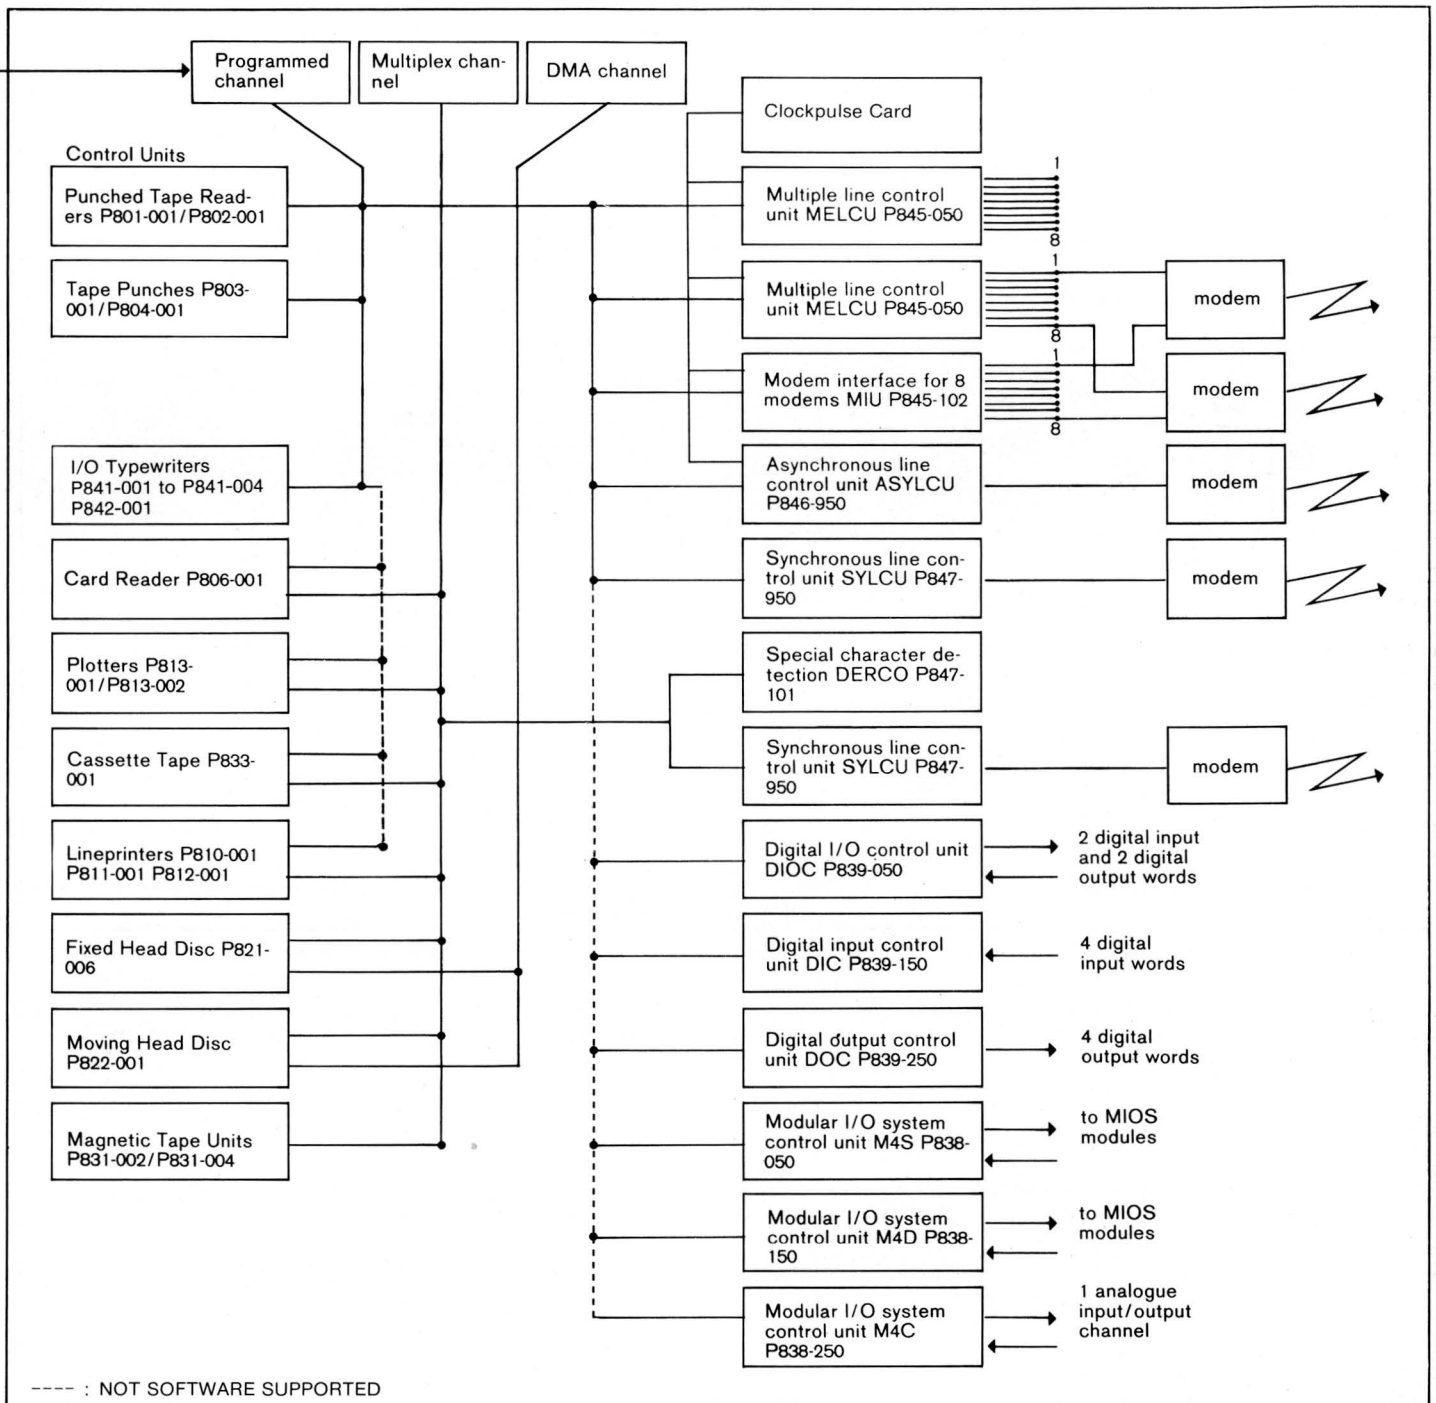 Programmed
channel
Multiplex chan-
nel
DMA channel
Control Units
Punched Tape Read-
ers P801-001/P802-001
Tape Punches P803-
001/P804-001
I/O Typewriters
P841-001 to P841-004
P842-001
Card Reader P806-001
Plotters P813-
001/P813-002
Cassette Tape P833-
001
Lineprinters P810-001
P811-001 P812-001
Fixed Head Disc P821-
006
Moving Head Disc
P822-001
Magnetic Tape Units
P831-002/P831-004
Clockpulse Card
Multiple line control
unit MELCU P845-050
1
8
Multiple line control
unit MELCU P845-050
1
8
modem
Modem interface for 8
modems MIU P845-102
1
8
modem
Asynchronous line
control unit ASYLCU
P846-950
modem
Synchronous line con-
trol unit SYLCU P847-
950
modem
Special character de-
tection DERCO P847-
101
Synchronous line con-
trol unit SYLCU P847-
950
modem
Digital I/O control unit
DIOC P839-050
2 digital input
and 2 digital
output words
Digital input control
unit DIC P839-150
4 digital
input words
Digital output control
unit DOC P839-250
4 digital
output words
Modular I/O system
control unit M4S P838-
050
to MIOS
modules
Modular I/O system
control unit M4D P838-
150
to MIOS
modules
Modular I/O system
control unit M4C
P838-250
1 analogue
input/output
channel
---- : NOT SOFTWARE SUPPORTED